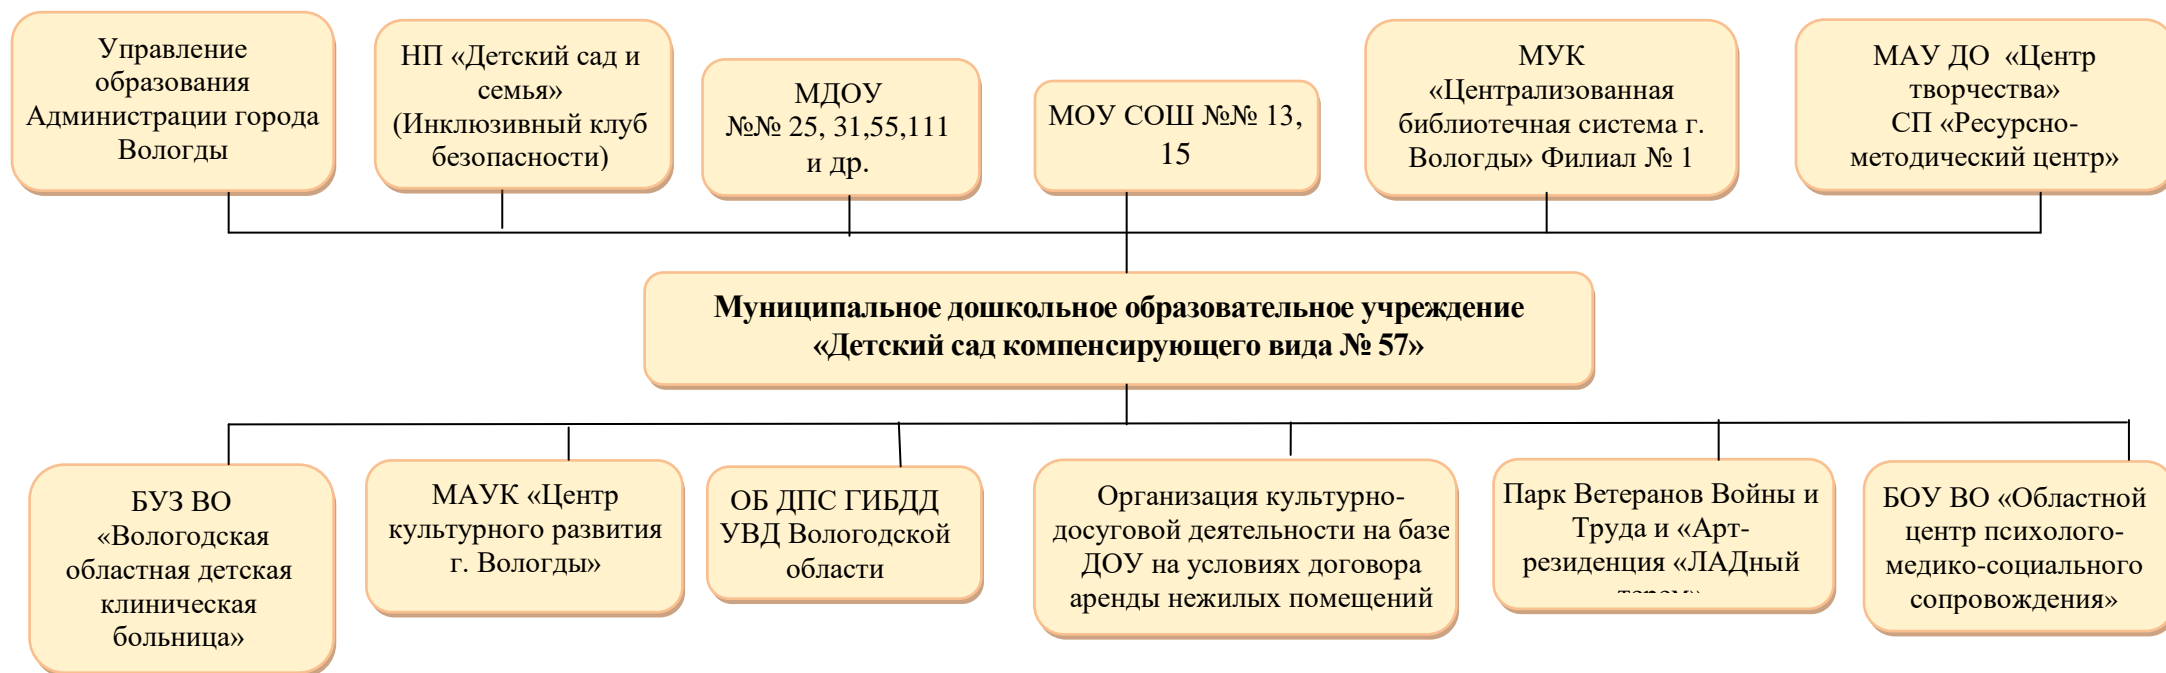 Управление
образования
Администрации города
Вологды
НП «Детский сад и
семья»
(Инклюзивный клуб
безопасности)
МДОУ
№№ 25, 31,55,111
и др.
МОУ СОШ №№ 13,
15
МУК
«Централизованная
библиотечная система г.
Вологды» Филиал № 1
МАУ ДО «Центр
творчества»
СП «Ресурсно-
методический центр»
Муниципальное дошкольное образовательное учреждение
«Детский сад компенсирующего вида № 57»
БУЗ ВО
«Вологодская
областная детская
клиническая
больница»
МАУК «Центр
культурного развития
г. Вологды»
ОБ ДПС ГИБДД
УВД Вологодской
области
Организация культурно-
досуговой деятельности на базе
ДОУ на условиях договора
аренды нежилых помещений
Парк Ветеранов Войны и
Труда и «Арт-
резиденция «ЛАДный
БОУ ВО «Областной
центр психолого-
медико-социального
сопровождения»